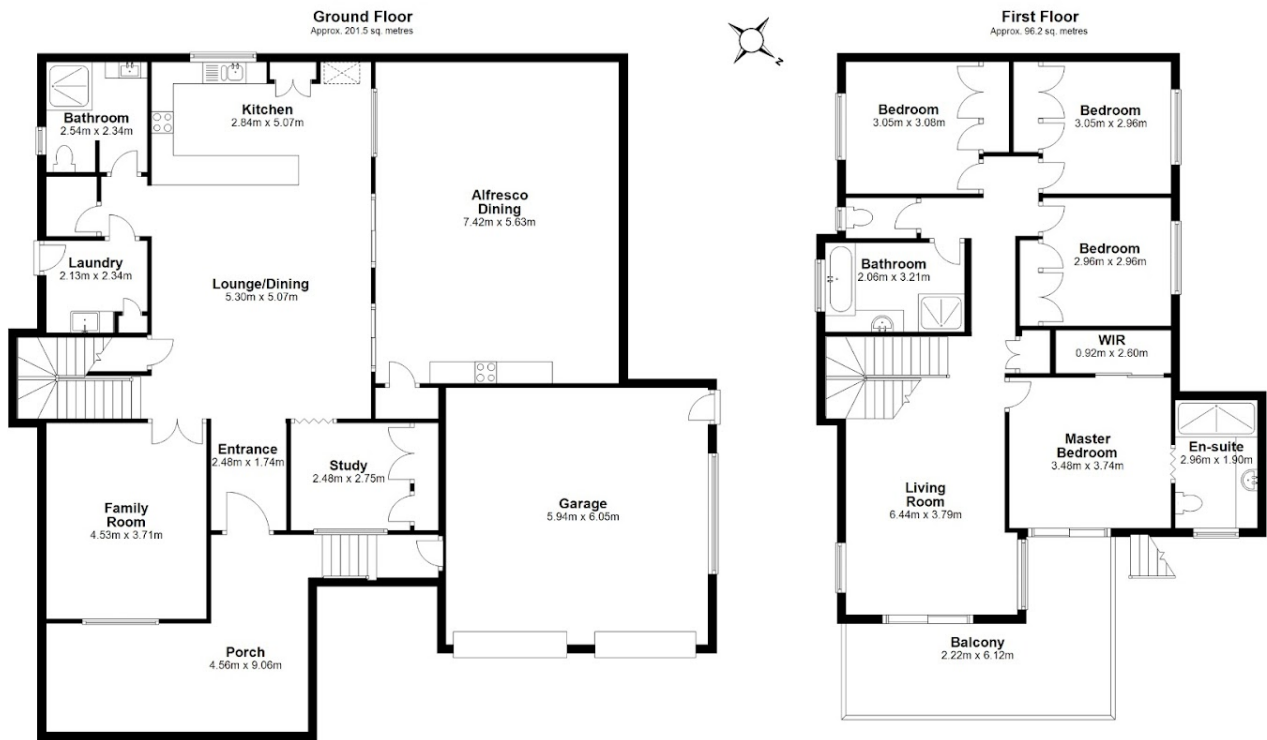 Ground Floor
Approx. 201.5 sq. metres
Bathroom
2.54m x 2.34m
Kitchen
2.84m x 5.07m
Alfresco
Dining
7.42m x 5.63m
Laundry
2.13m x 2.34m
Lounge/Dining
5.30m x 5.07m
Entrance
2.48m x 1.74m
Study
2.48m x 2.75m
Family
Room
4.53m x 3.71m
Garage
5.94m x 6.05m
Porch
4.56m x 9.06m
N
First Floor
Approx. 96.2 sq. metres
Bedroom
3.05m x 3.08m
Bedroom
3.05m x 2.96m
Bedroom
2.96m x 2.96m
Bathroom
2.06m x 3.21m
WIR
0.92m x 2.60m
Master
Bedroom
3.48m x 3.74m
En-suite
2.96m x 1.90m
Living
Room
6.44m x 3.79m
Balcony
2.22m x 6.12m